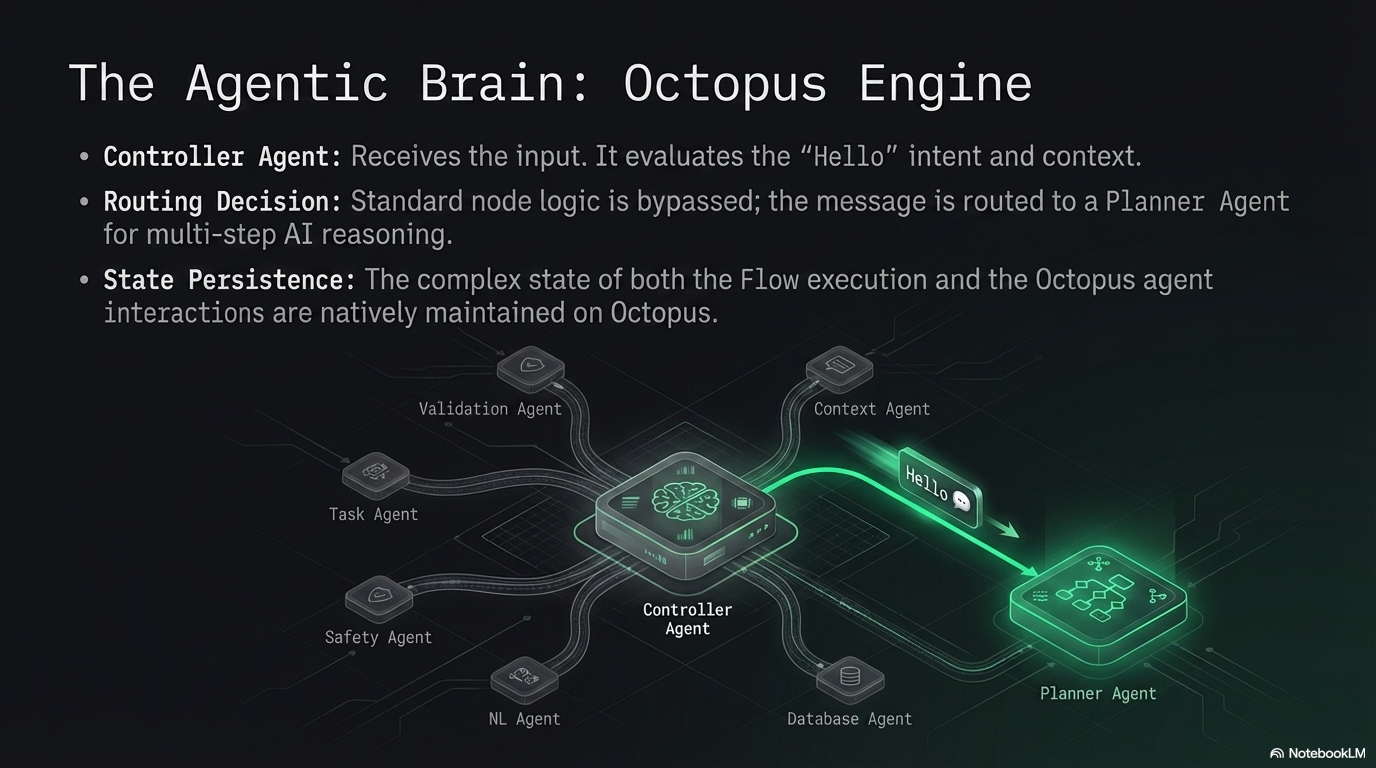 The Agentic Brain: Octopus Engine
• Controller Agent: Receives the input. It evaluates the “Hello” intent and context.
• Routing Decision: Standard node logic is bypassed; the message is routed to a Planner Agent
for multi-step AI reasoning.
• State Persistence: The complex state of both the Flow execution and the Octopus agent
interactions are natively maintained on Octopus.
Validation Agent
Context Agent
Hello
Task Agent
Controller
Agent
Safety Agent
Planner Agent
NL Agent
Database Agent
NotebookLM